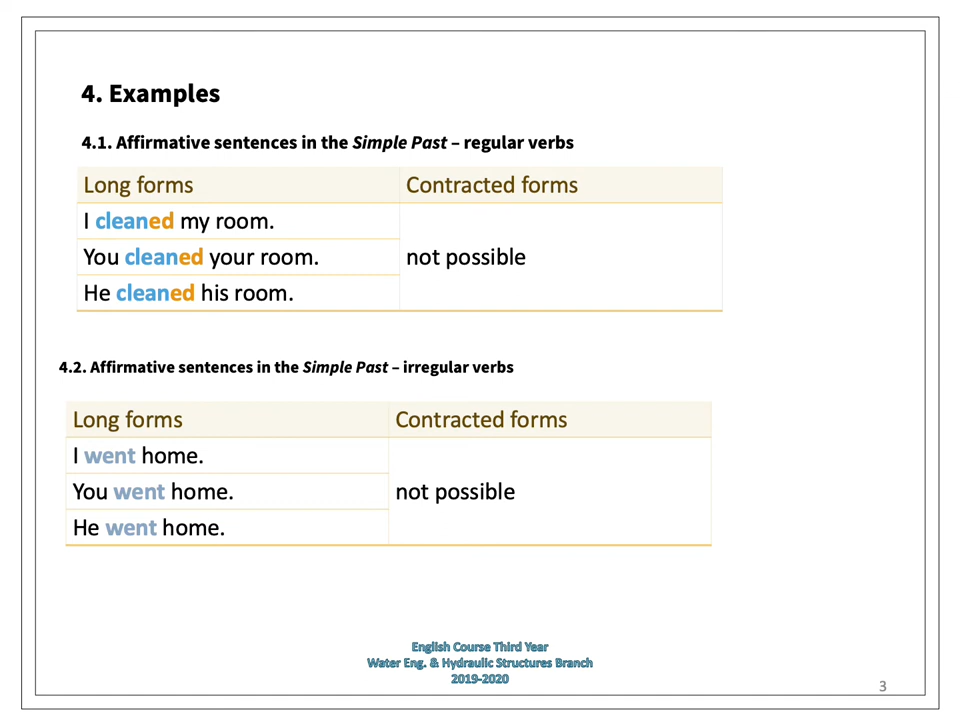 4. Examples
4.1. Affirmative sentences in the Simple Past – regular verbs
Long forms
Contracted forms
I cleaned my room.
You cleaned your room.
not possible
He cleaned his room.
4.2. Affirmative sentences in the Simple Past – irregular verbs
Long forms
Contracted forms
I went home.
You went home.
not possible
He went home.
English Course Third Year
Water Eng. & Hydraulic Structures Branch
2019-2020
3